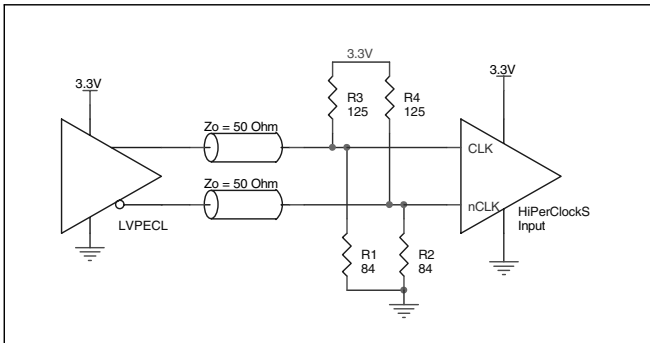 3.3V
3.3V
3.3V
R3
125
R4
125
Zo = 50 Ohm
CLK
Zo = 50 Ohm
nCLK
LVPECL
HiPerClockS
Input
R1
84
R2
84